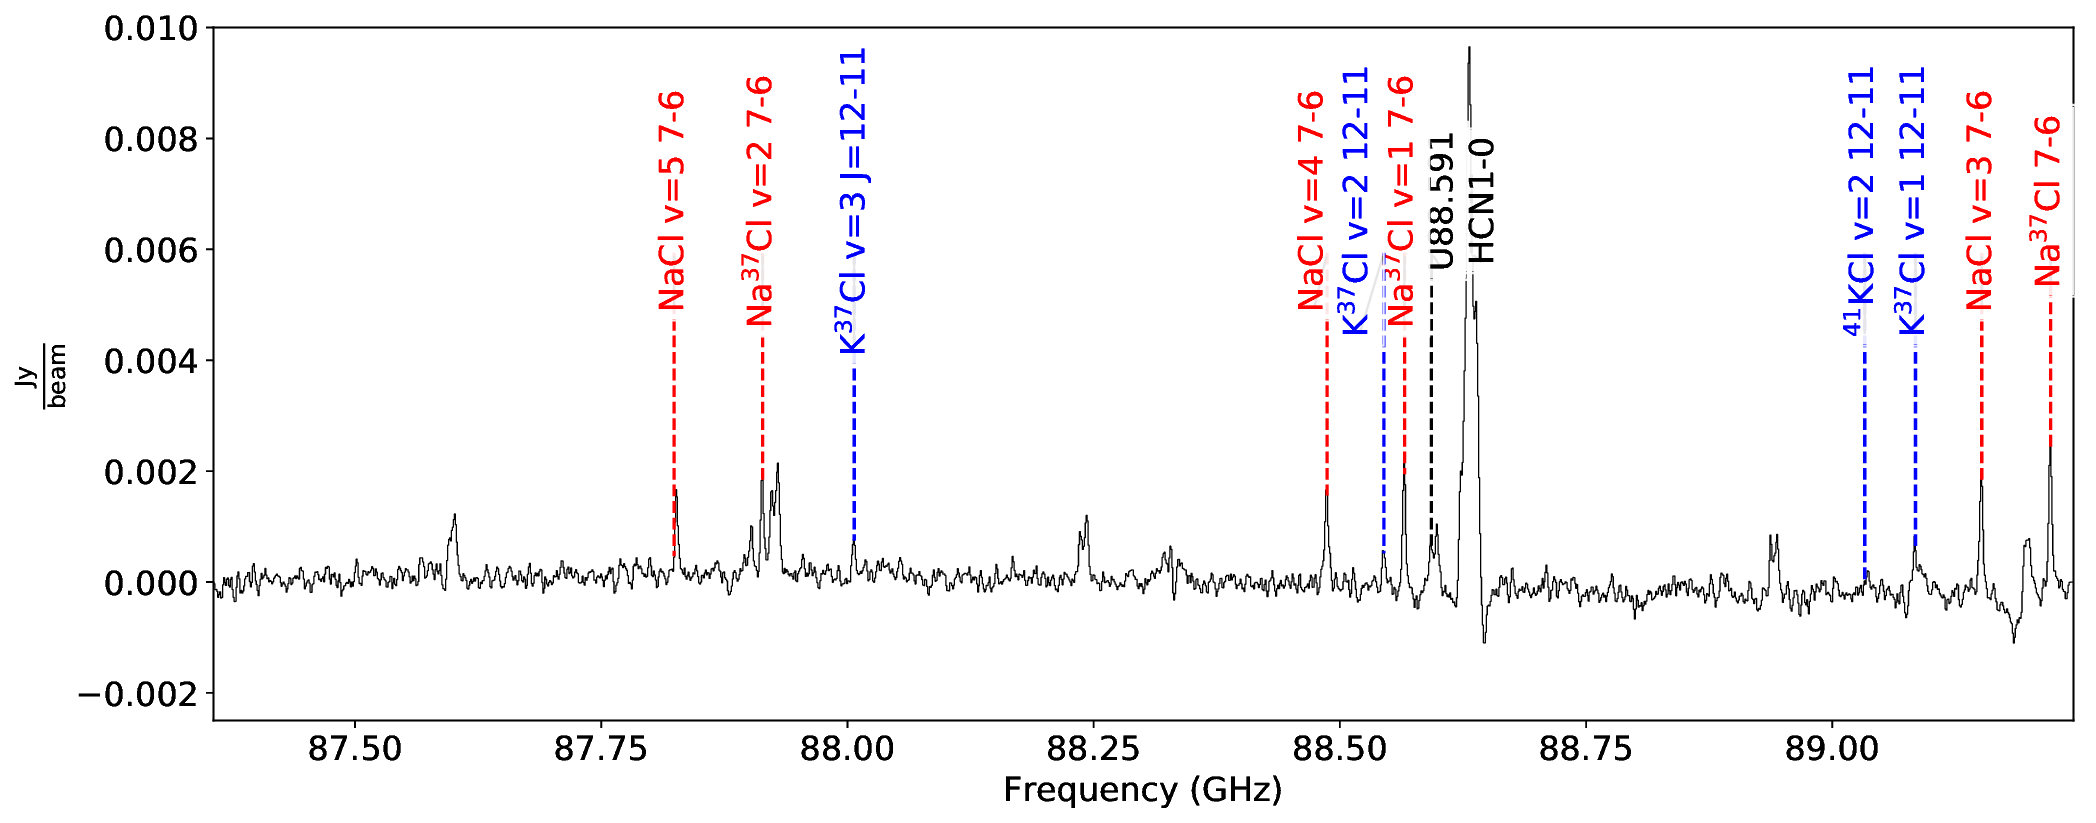 0.010
0.008
0.006
0.004
0.002
0.000
−0.002
Jy
beam
NaCl v=5 7-6
Na³⁷Cl v=2 7-6
K³⁷Cl v=3 J=12-11
NaCl v=4 7-6
K³⁷Cl v=2 12-11
Na³⁷Cl v=1 7-6
U88.591
HCN1-0
⁴¹KCl v=2 12-11
K³⁷Cl v=1 12-11
NaCl v=3 7-6
Na³⁷Cl 7-6
87.50 87.75 88.00 88.25 88.50 88.75 89.00
Frequency (GHz)